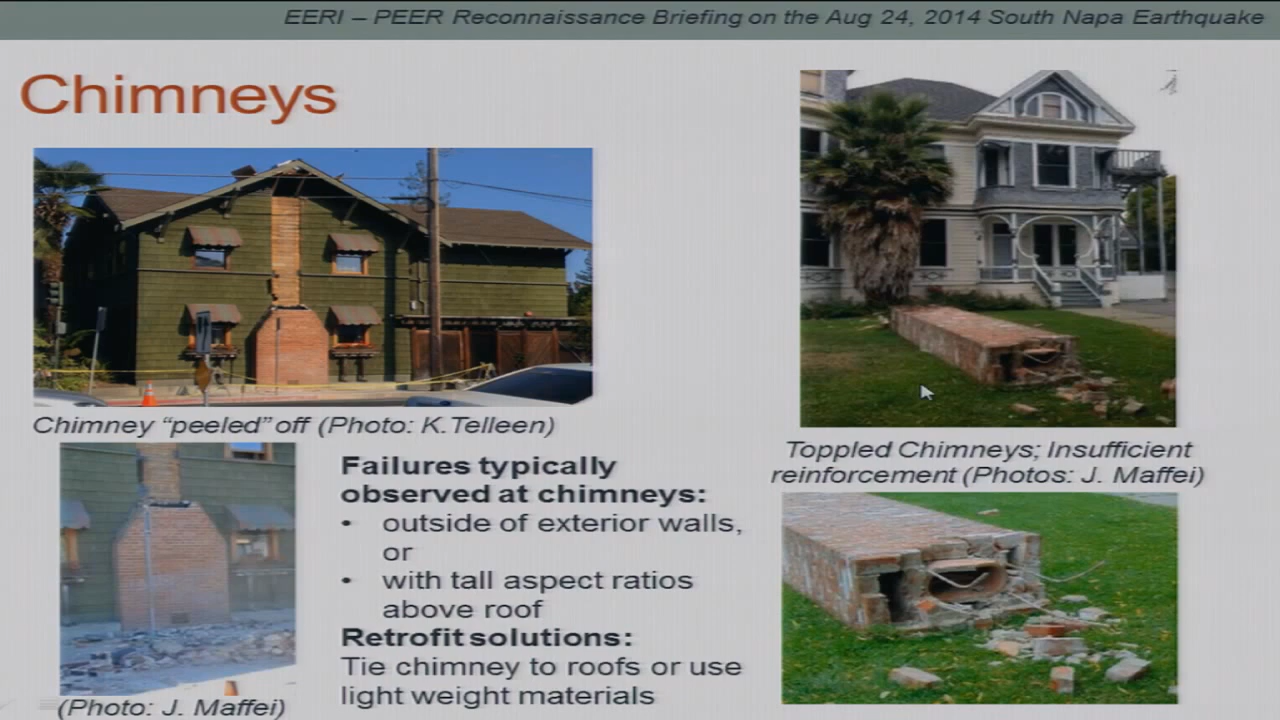 EERI – PEER Reconnaissance Briefing on the Aug 24, 2014 South Napa Earthquake
Chimneys
Chimney “peeled” off (Photo: K.Telleen)
(Photo: J. Maffei)
Failures typically
observed at chimneys:
• outside of exterior walls,
or
• with tall aspect ratios
above roof
Retrofit solutions:
Tie chimney to roofs or use
light weight materials
Toppled Chimneys; Insufficient
reinforcement (Photos: J. Maffei)